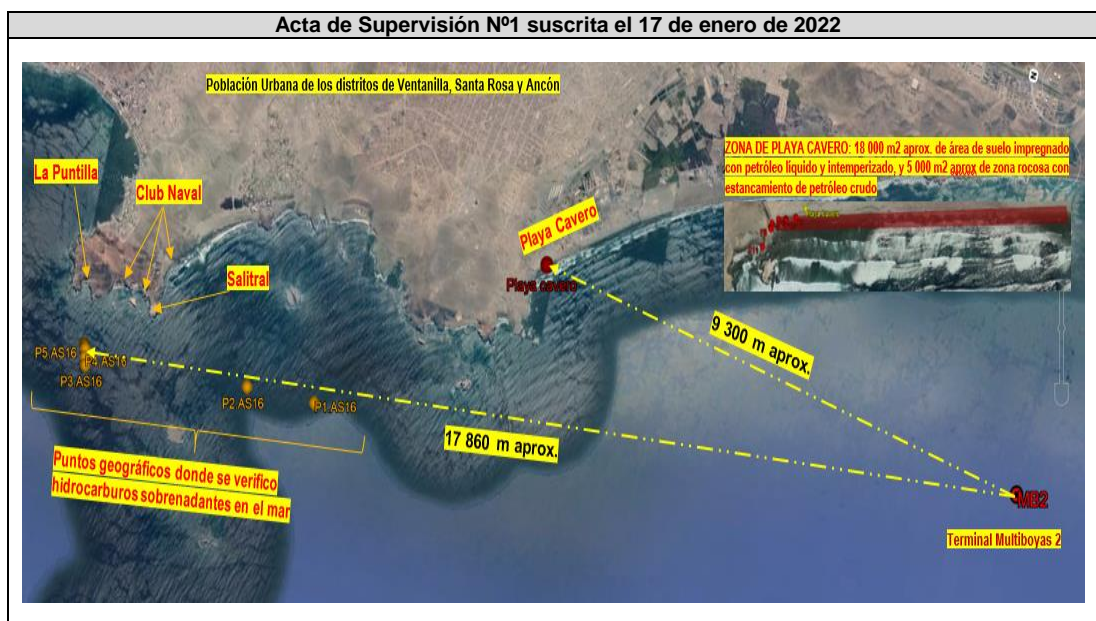 Acta de Supervisión Nº1 suscrita el 17 de enero de 2022
Población Urbana de los distritos de Ventanilla, Santa Rosa y Ancón
N
ZONA DE PLAYA CAVERO: 18 000 m2 aprox. de área de suelo impregnado
con petróleo líquido y intemperizado, y 5 000 m2 aprox de zona rocosa con
estancamiento de petróleo crudo
La Puntilla
Club Naval
Salitral
Playa Cavero
Playa cavero
9 300 m aprox.
P5.AS16
P4.AS16
P3.AS16
P2.AS16
P1.AS16
17 860 m aprox.
Puntos geográficos donde se verifico
hidrocarburos sobrenadantes en el mar
MB2
Terminal Multiboyas 2